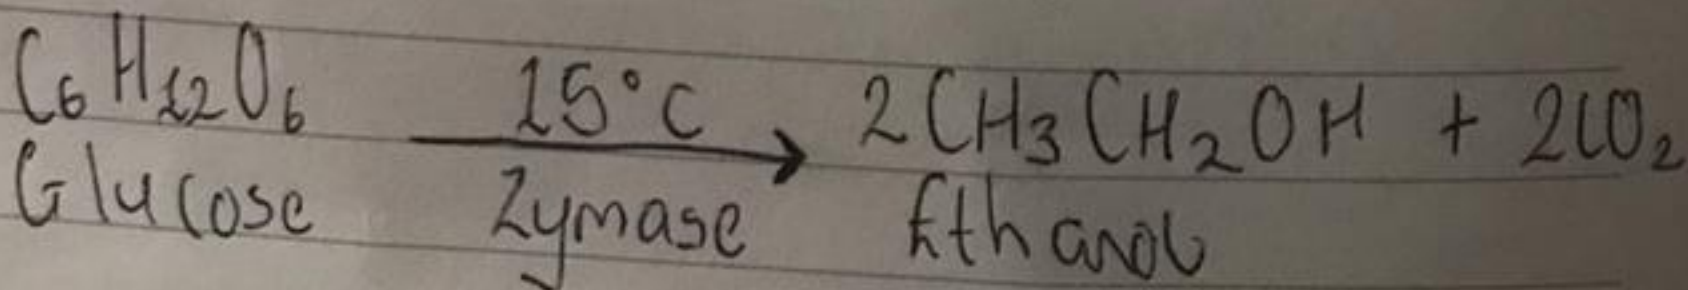 C₆H₁₂O₆ 15°C → 2CH₃CH₂OH + 2CO₂
Glucose Zymase Ethanol